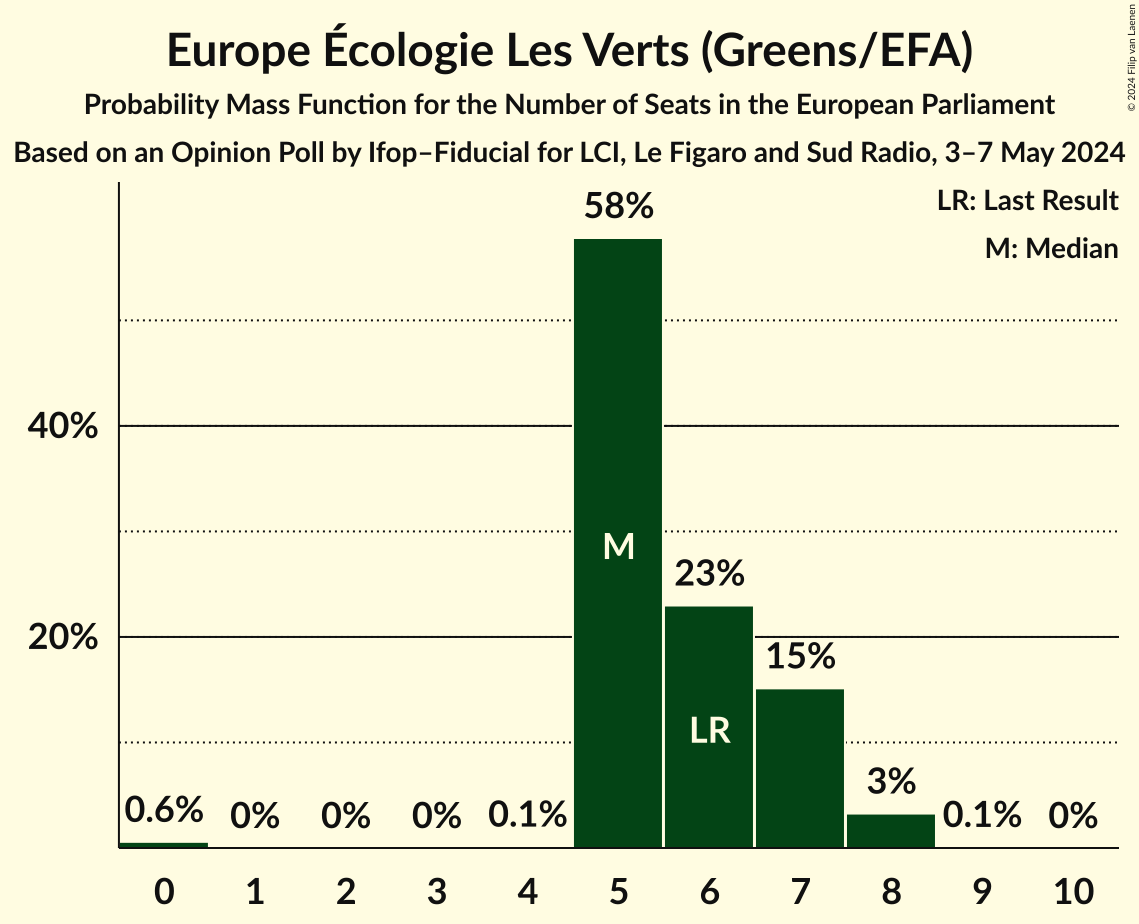 Europe Écologie Les Verts (Greens/EFA)
Probability Mass Function for the Number of Seats in the European Parliament
Based on an Opinion Poll by Ifop–Fiducial for LCI, Le Figaro and Sud Radio, 3–7 May 2024
© 2024 Filip van Laenen
LR: Last Result
M: Median
58%
40%
M
23%
20%
15%
LR
3%
0.6% 0% 0% 0% 0.1% 0.1% 0%
0 1 2 3 4 5 6 7 8 9 10